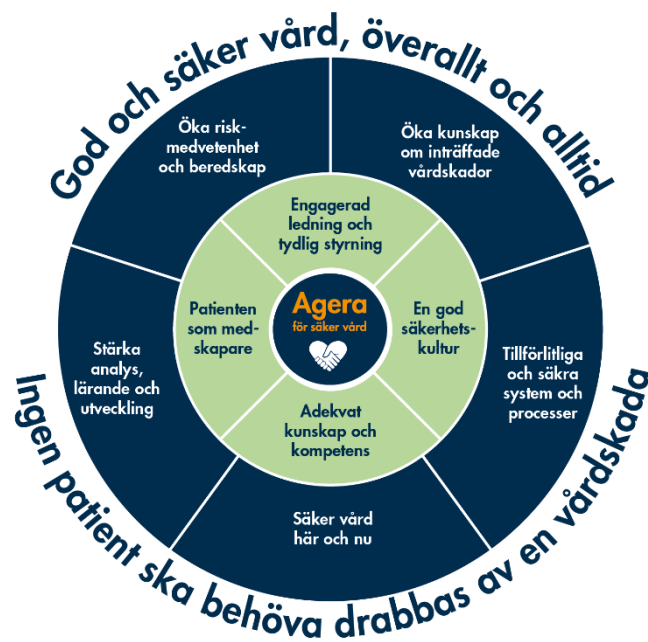 God och säker vård, överallt och alltid
Öka risk-
medvetenhet
och beredskap
Öka kunskap
om inträffade
vårdskador
Engagerad
ledning och
tydlig styrning
Patienten
som med-
skapare
Agera
för säker vård
En god
säkerhets-
kultur
Stärka
analys,
lärande och
utveckling
Tillförlitliga
och säkra
system och
processer
Adekvat
kunskap och
kompetens
Säker vård
här och nu
Ingen patient ska behöva drabbas av en vårdskada